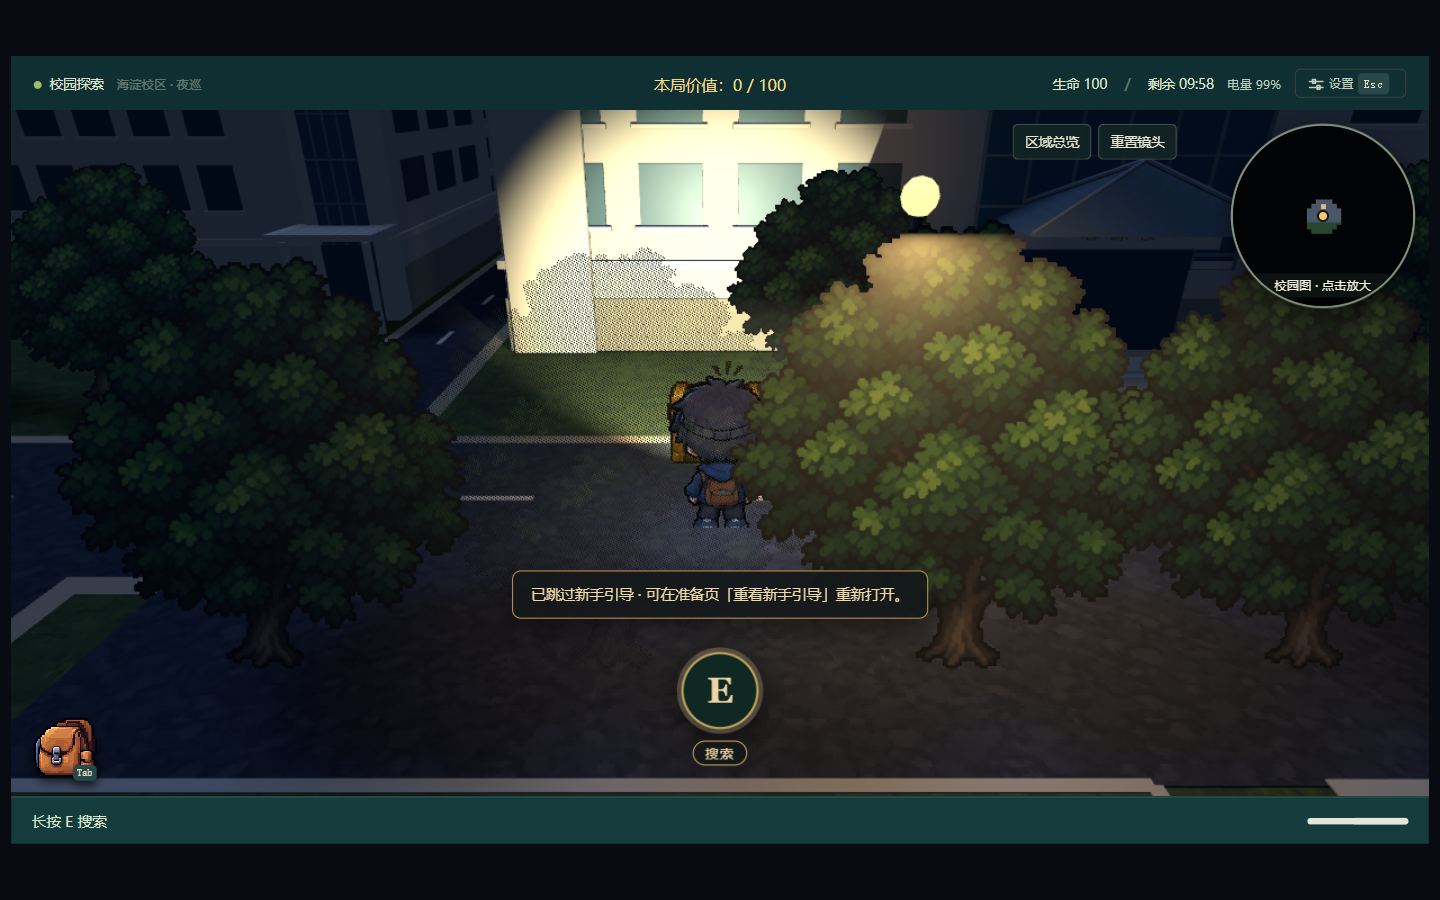 校园探索 海淀校区 · 夜巡
本局价值：0 / 100
生命 100 / 剩余 09:58 电量 99% 设置 Esc
区域总览 重置镜头
校园图 · 点击放大
已跳过新手引导 · 可在准备页「重看新手引导」重新打开。
E
搜索
Tab
长按 E 搜索